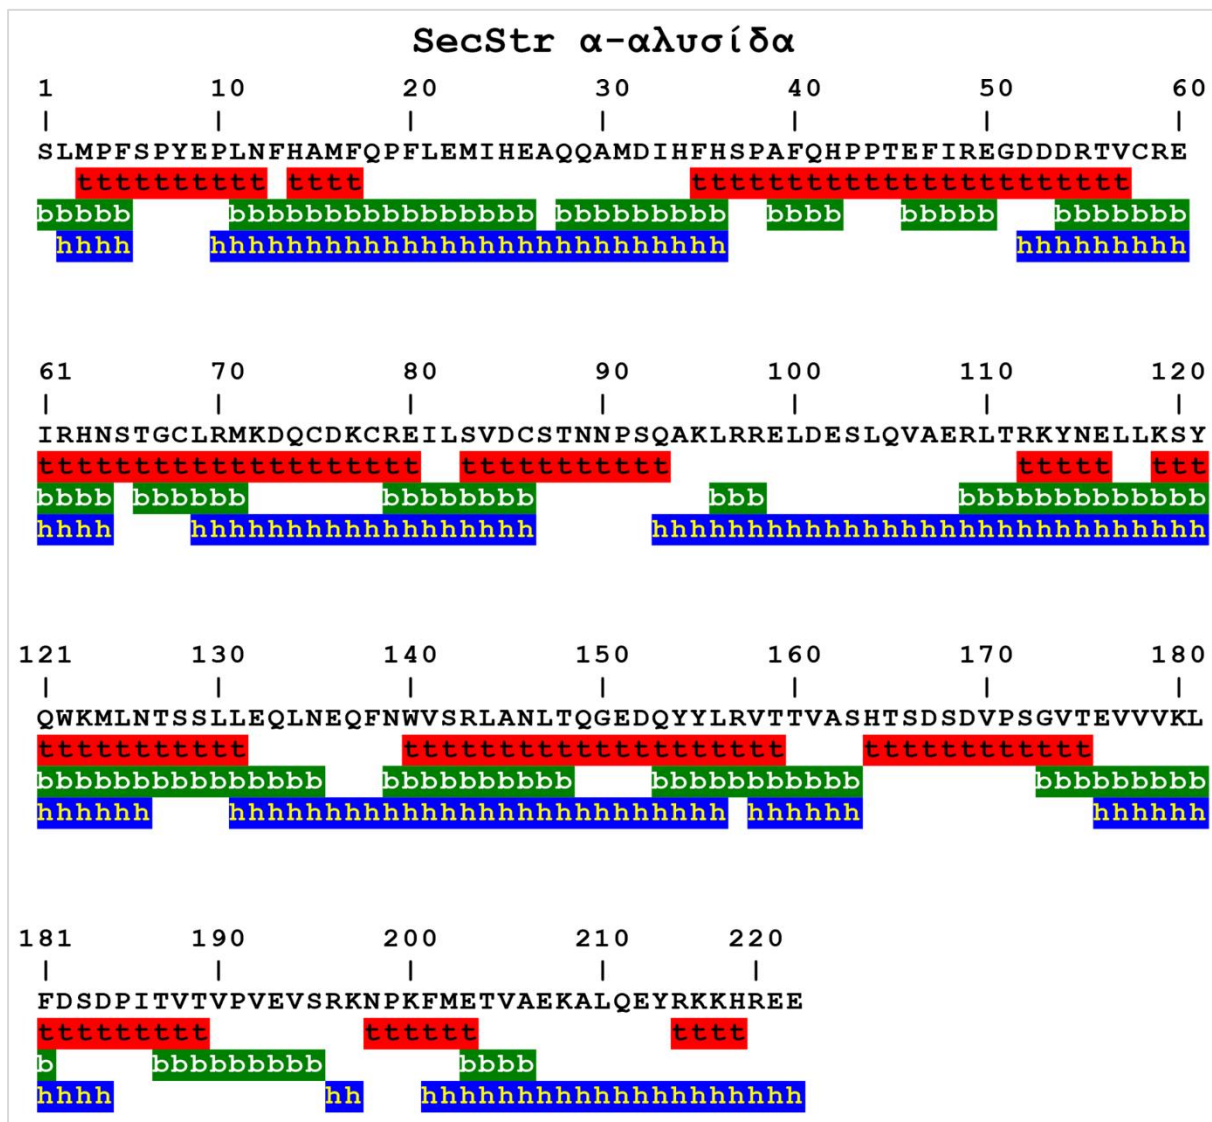 SecStr α-αλυσίδα
1 10 20 30 40 50 60
| | | | | | |
SLMPFSPYEPLNFHAMFQPFLEMIHEAQQAMDIHFHSPAFQHPPTEFIREGDDDRTVCRE
tttttttttt tttt ttttttttttttttttttttttt
bbbbb bbbbbbbbbbbbbbbb bbbbbbbbb bbbb bbbbb bbbbbbb
hhhh hhhhhhhhhhhhhhhhhhhhhhhhhhh hhhhhhhhh
61 70 80 90 100 110 120
| | | | | | |
IRHNSTGCLRMKDQCDKCREILSVDCSTNNPSQAKLRRELDESLQVAERLTRKYNELLKSY
tttttttttttttttttttt ttttttttttt ttttt ttt
bbbb bbbbbb bbbbbbbb bbb bbbbbbbbbbbbb
hhhh hhhhhhhhhhhhhhhhhh hhhhhhhhhhhhhhhhhhhhhhhhhhhhh
121 130 140 150 160 170 180
| | | | | | |
QWKMLNTSSLLEQLNEQFNWVSRLANLTQGEDQYYLRVTTVASHTSDSDVPSGVTEVVVKL
ttttttttttt tttttttttttttttttttt tttttttttttt
bbbbbbbbbbbbbbb bbbbbbbbbb bbbbbbbbbbb bbbbbbbbb
hhhhhh hhhhhhhhhhhhhhhhhhhhhhhhhh hhhhhh hhhhhh
181 190 200 210 220
| | | | |
FDSDPITVTVPVEVSRKNPKFMETVAEKALQEYRKKHREE
ttttttttt tttttt tttt
b bbbbbbbbb bbbb
hhhh hh hhhhhhhhhhhhhhhhhhhh